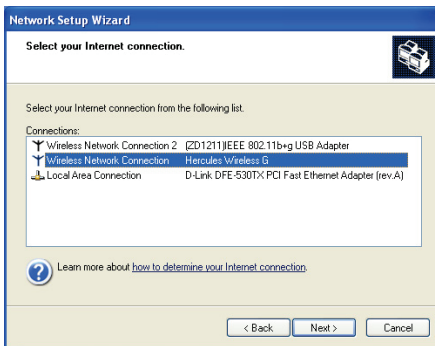 Network Setup Wizard
Select your Internet connection.
Select your Internet connection from the following list.
Connections:
Wireless Network Connection 2 [ZD1211]IEEE 802.11b+g USB Adapter
Wireless Network Connection Hercules Wireless G
Local Area Connection D-Link DFE-530TX PCI Fast Ethernet Adapter (rev.A)
Learn more about how to determine your Internet connection.
< Back Next > Cancel